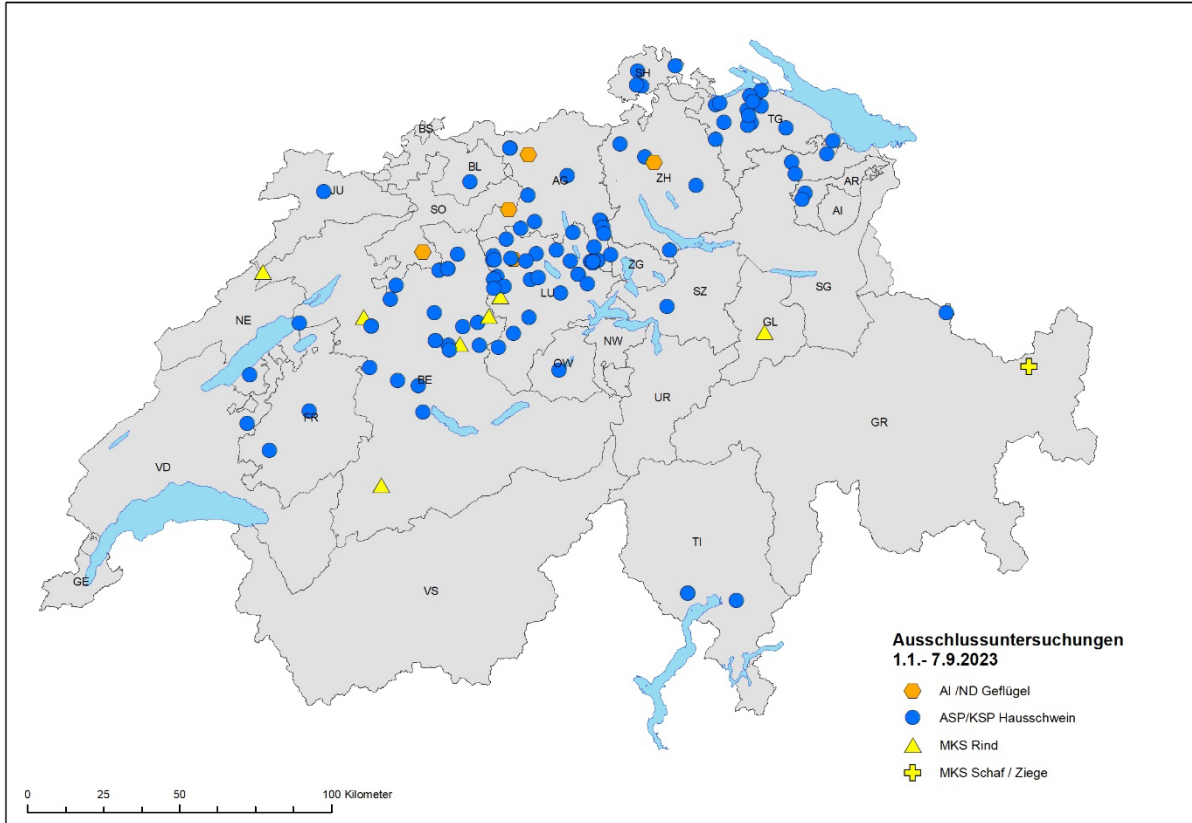 SH
BS
TG
BL
AG
ZH
JU
AR
SO
AI
ZG
LU
SZ
SG
NE
GL
NW
OW
BE
UR
FR
GR
VD
TI
GE
VS
Ausschlussuntersuchungen
1.1.- 7.9.2023
AI /ND Geflügel
ASP/KSP Hausschwein
MKS Rind
MKS Schaf / Ziege
0 25 50 100 Kilometer